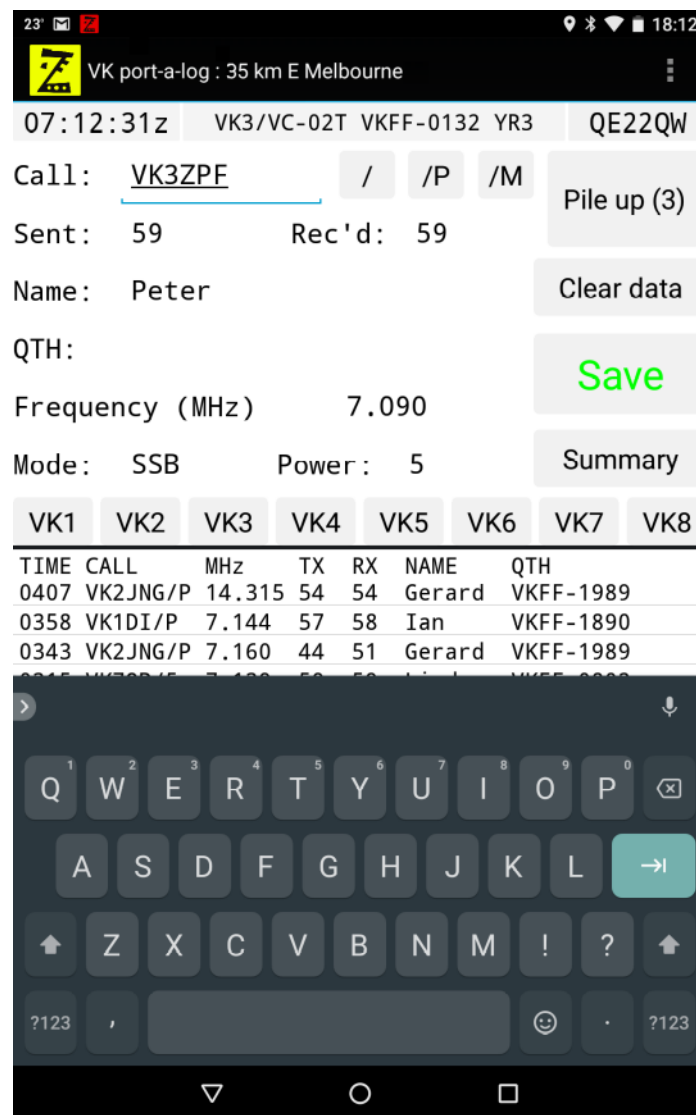 23° 18:12
VK port-a-log : 35 km E Melbourne
07:12:31z VK3/VC-02T VKFF-0132 YR3 QE22QW
Call: VK3ZPF / /P /M
Pile up (3)
Sent: 59 Rec'd: 59
Name: Peter
Clear data
QTH:
Save
Frequency (MHz) 7.090
Mode: SSB Power: 5
Summary
VK1 VK2 VK3 VK4 VK5 VK6 VK7 VK8
TIME CALL MHz TX RX NAME QTH
0407 VK2JNG/P 14.315 54 54 Gerard VKFF-1989
0358 VK1DI/P 7.144 57 58 Ian VKFF-1890
0343 VK2JNG/P 7.160 44 51 Gerard VKFF-1989
1 2 3 4 5 6 7 8 9 0
Q W E R T Y U I O P
A S D F G H J K L
Z X C V B N M ! ?
?123 , . ?123